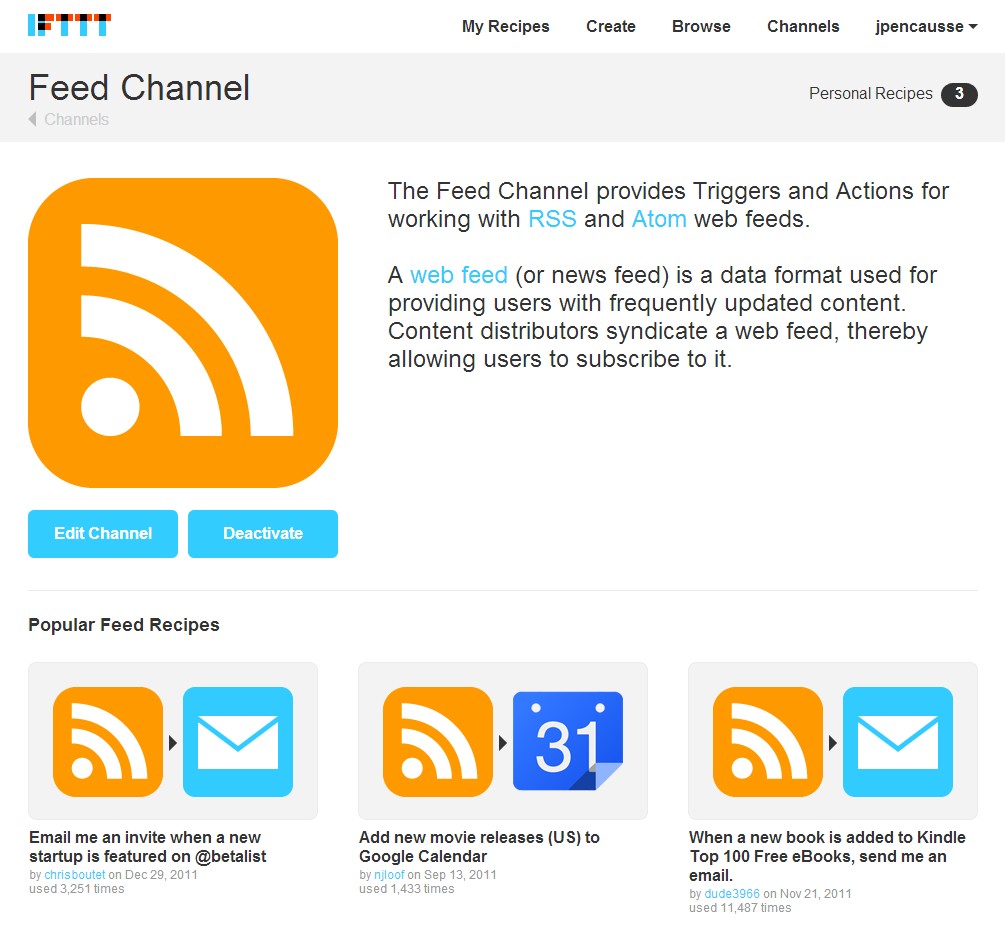 IFTTT
My Recipes Create Browse Channels jpencausse
Feed Channel
Personal Recipes 3
Channels
The Feed Channel provides Triggers and Actions for
working with RSS and Atom web feeds.
A web feed (or news feed) is a data format used for
providing users with frequently updated content.
Content distributors syndicate a web feed, thereby
allowing users to subscribe to it.
Edit Channel
Deactivate
Popular Feed Recipes
31
Email me an invite when a new
startup is featured on @betalist
by chrisboutet on Dec 29, 2011
used 3,251 times
Add new movie releases (US) to
Google Calendar
by njloof on Sep 13, 2011
used 1,433 times
When a new book is added to Kindle
Top 100 Free eBooks, send me an
email.
by dude3966 on Nov 21, 2011
used 11,487 times